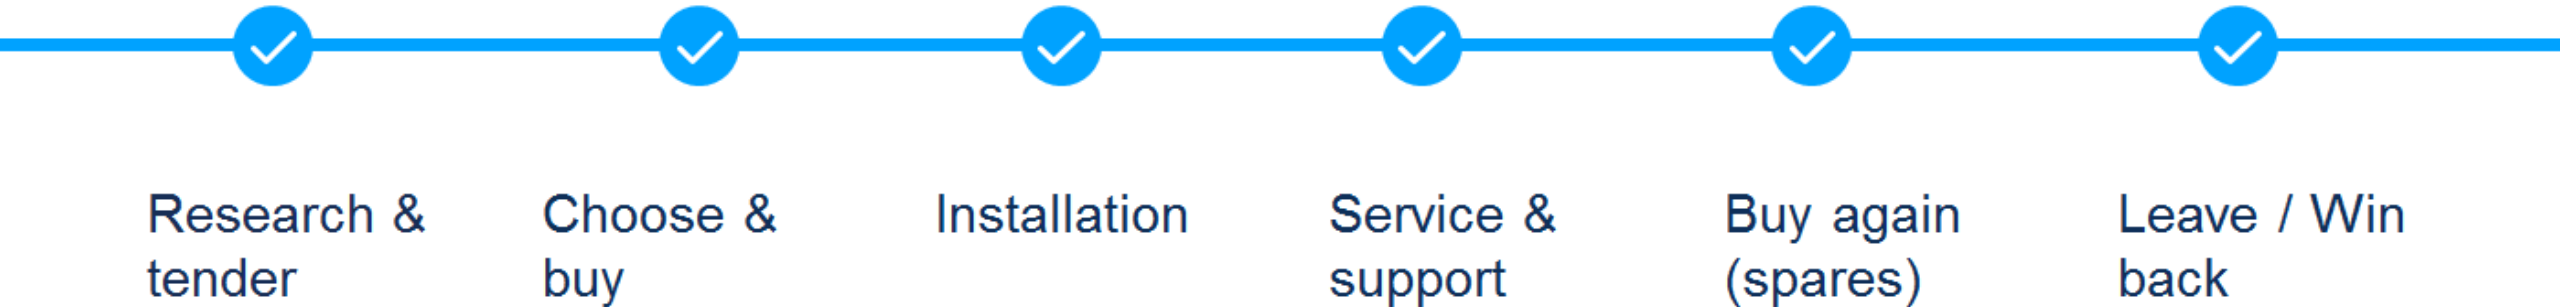 Research &
tender
Choose &
buy
Installation
Service &
support
Buy again
(spares)
Leave / Win
back